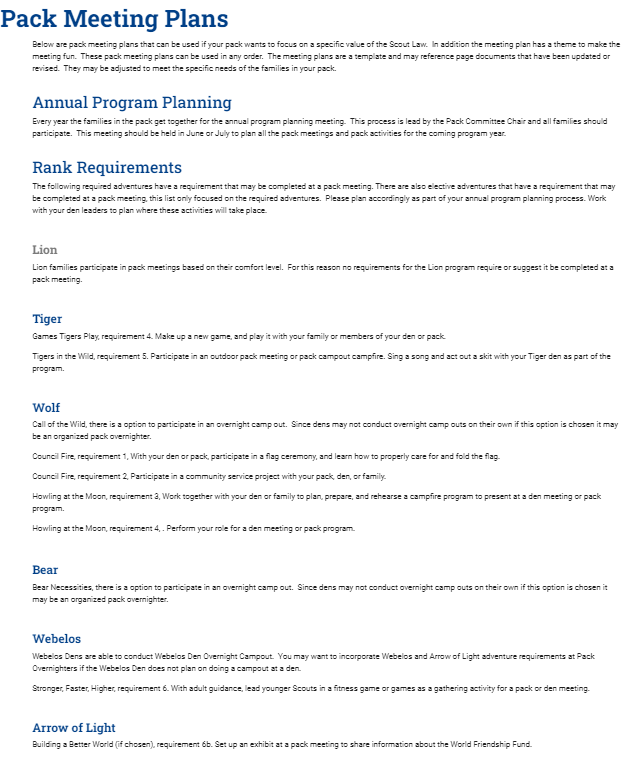 Pack Meeting Plans
Below are pack meeting plans that can be used if your pack wants to focus on a specific value of the Scout Law.  In addition the meeting plan has a theme to make the
meeting fun.  These pack meeting plans can be used in any order.  The meeting plans are a template and may reference page documents that have been updated or
revised.  They may be adjusted to meet the specific needs of the families in your pack.
Annual Program Planning
Every year the families in the pack get together for the annual program planning meeting.  This process is lead by the Pack Committee Chair and all families should
participate.  This meeting should be held in June or July to plan all the pack meetings and pack activities for the coming program year.
Rank Requirements
The following required adventures have a requirement that may be completed at a pack meeting. There are also elective adventures that have a requirement that may
be completed at a pack meeting, this list only focused on the required adventures.  Please plan accordingly as part of your annual program planning process. Work
with your den leaders to plan where these activities will take place.
Lion
Lion families participate in pack meetings based on their comfort level.  For this reason no requirements for the Lion program require or suggest it be completed at a
pack meeting.
Tiger
Games Tigers Play, requirement 4. Make up a new game, and play it with your family or members of your den or pack.
Tigers in the Wild, requirement 5. Participate in an outdoor pack meeting or pack campout campfire. Sing a song and act out a skit with your Tiger den as part of the
program.
Wolf
Call of the Wild, there is a option to participate in an overnight camp out.  Since dens may not conduct overnight camp outs on their own if this option is chosen it may
be an organized pack overnighter.
Council Fire, requirement 1, With your den or pack, participate in a flag ceremony, and learn how to properly care for and fold the flag.
Council Fire, requirement 2, Participate in a community service project with your pack, den, or family.
Howling at the Moon, requirement 3, Work together with your den or family to plan, prepare, and rehearse a campfire program to present at a den meeting or pack
program.
Howling at the Moon, requirement 4, . Perform your role for a den meeting or pack program.
Bear
Bear Necessities, there is a option to participate in an overnight camp out.  Since dens may not conduct overnight camp outs on their own if this option is chosen it
may be an organized pack overnighter.
Webelos
Webelos Dens are able to conduct Webelos Den Overnight Campout.  You may want to incorporate Webelos and Arrow of Light adventure requirements at Pack
Overnighters if the Webelos Den does not plan on doing a campout at a den.
Stronger, Faster, Higher, requirement 6. With adult guidance, lead younger Scouts in a fitness game or games as a gathering activity for a pack or den meeting.
Arrow of Light
Building a Better World (if chosen), requirement 6b. Set up an exhibit at a pack meeting to share information about the World Friendship Fund.